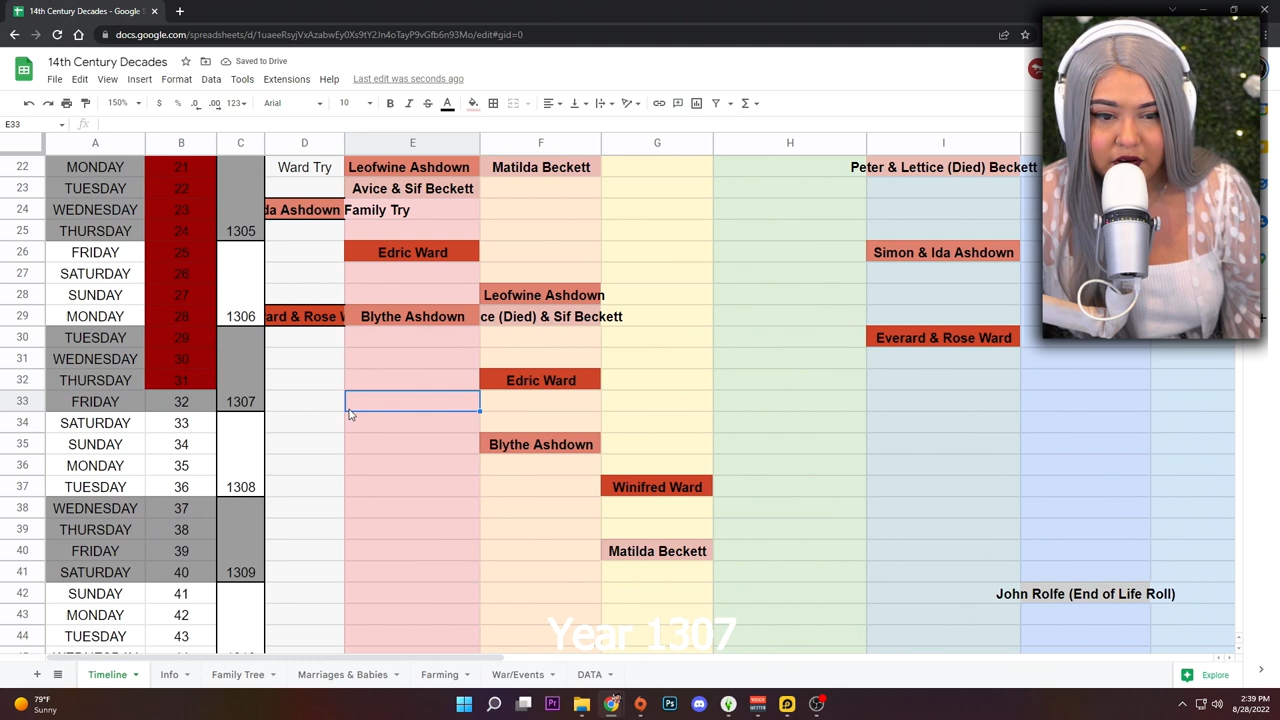 14th Century Decades - Google S
docs.google.com/spreadsheets/d/1uaeeRsyjVxAzabwEy0Xs9tY2Jn4oTayP9vGfb6n93Mo/edit#gid=0
14th Century Decades
Saved to Drive
File Edit View Insert Format Data Tools Extensions Help Last edit was seconds ago
150% $ % .0 .00 123 Arial 10 B I S A
E33 fx
A B C D E F G H I
22 MONDAY 21 Ward Try Leofwine Ashdown Matilda Beckett Peter & Lettice (Died) Beckett
23 TUESDAY 22 Avice & Sif Beckett
24 WEDNESDAY 23 da Ashdown Family Try
25 THURSDAY 24 1305
26 FRIDAY 25 Edric Ward Simon & Ida Ashdown
27 SATURDAY 26
28 SUNDAY 27 Leofwine Ashdown
29 MONDAY 28 1306 ard & Rose W Blythe Ashdown ce (Died) & Sif Beckett
30 TUESDAY 29 Everard & Rose Ward
31 WEDNESDAY 30
32 THURSDAY 31 Edric Ward
33 FRIDAY 32 1307
34 SATURDAY 33
35 SUNDAY 34 Blythe Ashdown
36 MONDAY 35
37 TUESDAY 36 1308 Winifred Ward
38 WEDNESDAY 37
39 THURSDAY 38
40 FRIDAY 39 Matilda Beckett
41 SATURDAY 40 1309
42 SUNDAY 41 John Rolfe (End of Life Roll)
43 MONDAY 42
44 TUESDAY 43
Year 1307
Timeline Info Family Tree Marriages & Babies Farming War/Events DATA Explore
79°F
Sunny
2:39 PM
8/28/2022